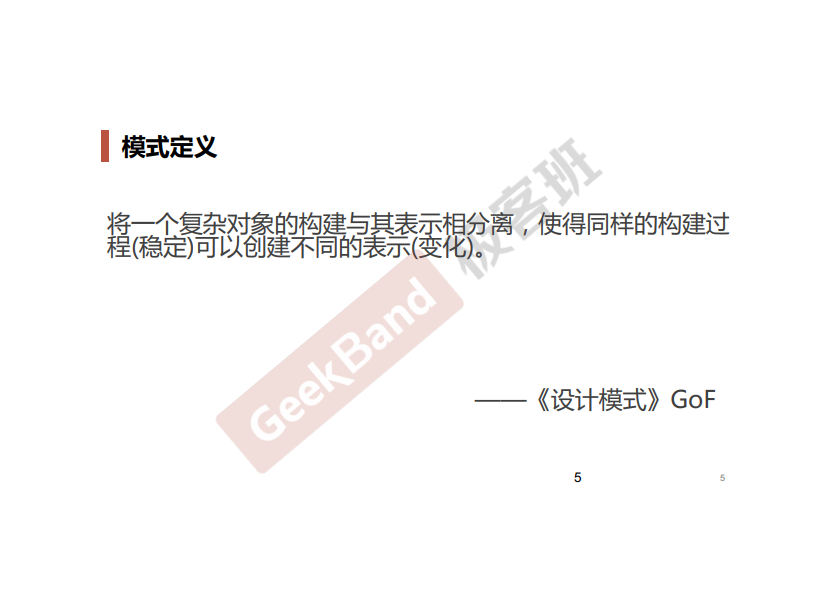 模式定义
将一个复杂对象的构建与其表示相分离，使得同样的构建过
程(稳定)可以创建不同的表示(变化)。
——《设计模式》GoF
GeekBand 极客班
5
5